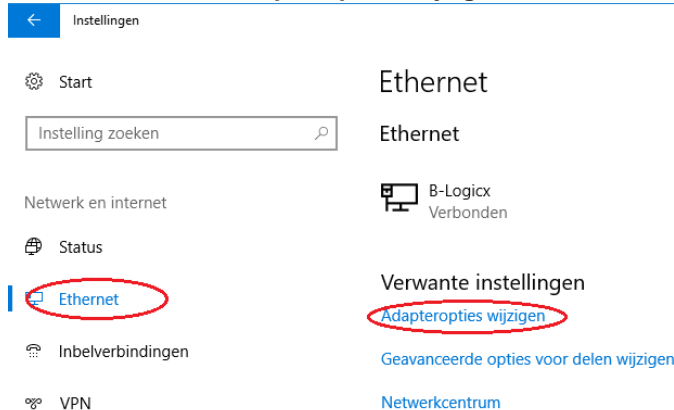 Instellingen
Start
Instelling zoeken
Netwerk en internet
Status
Ethernet
Inbelverbindingen
VPN
Ethernet
Ethernet
B-Logicx
Verbonden
Verwante instellingen
Adapteropties wijzigen
Geavanceerde opties voor delen wijzigen
Netwerkcentrum